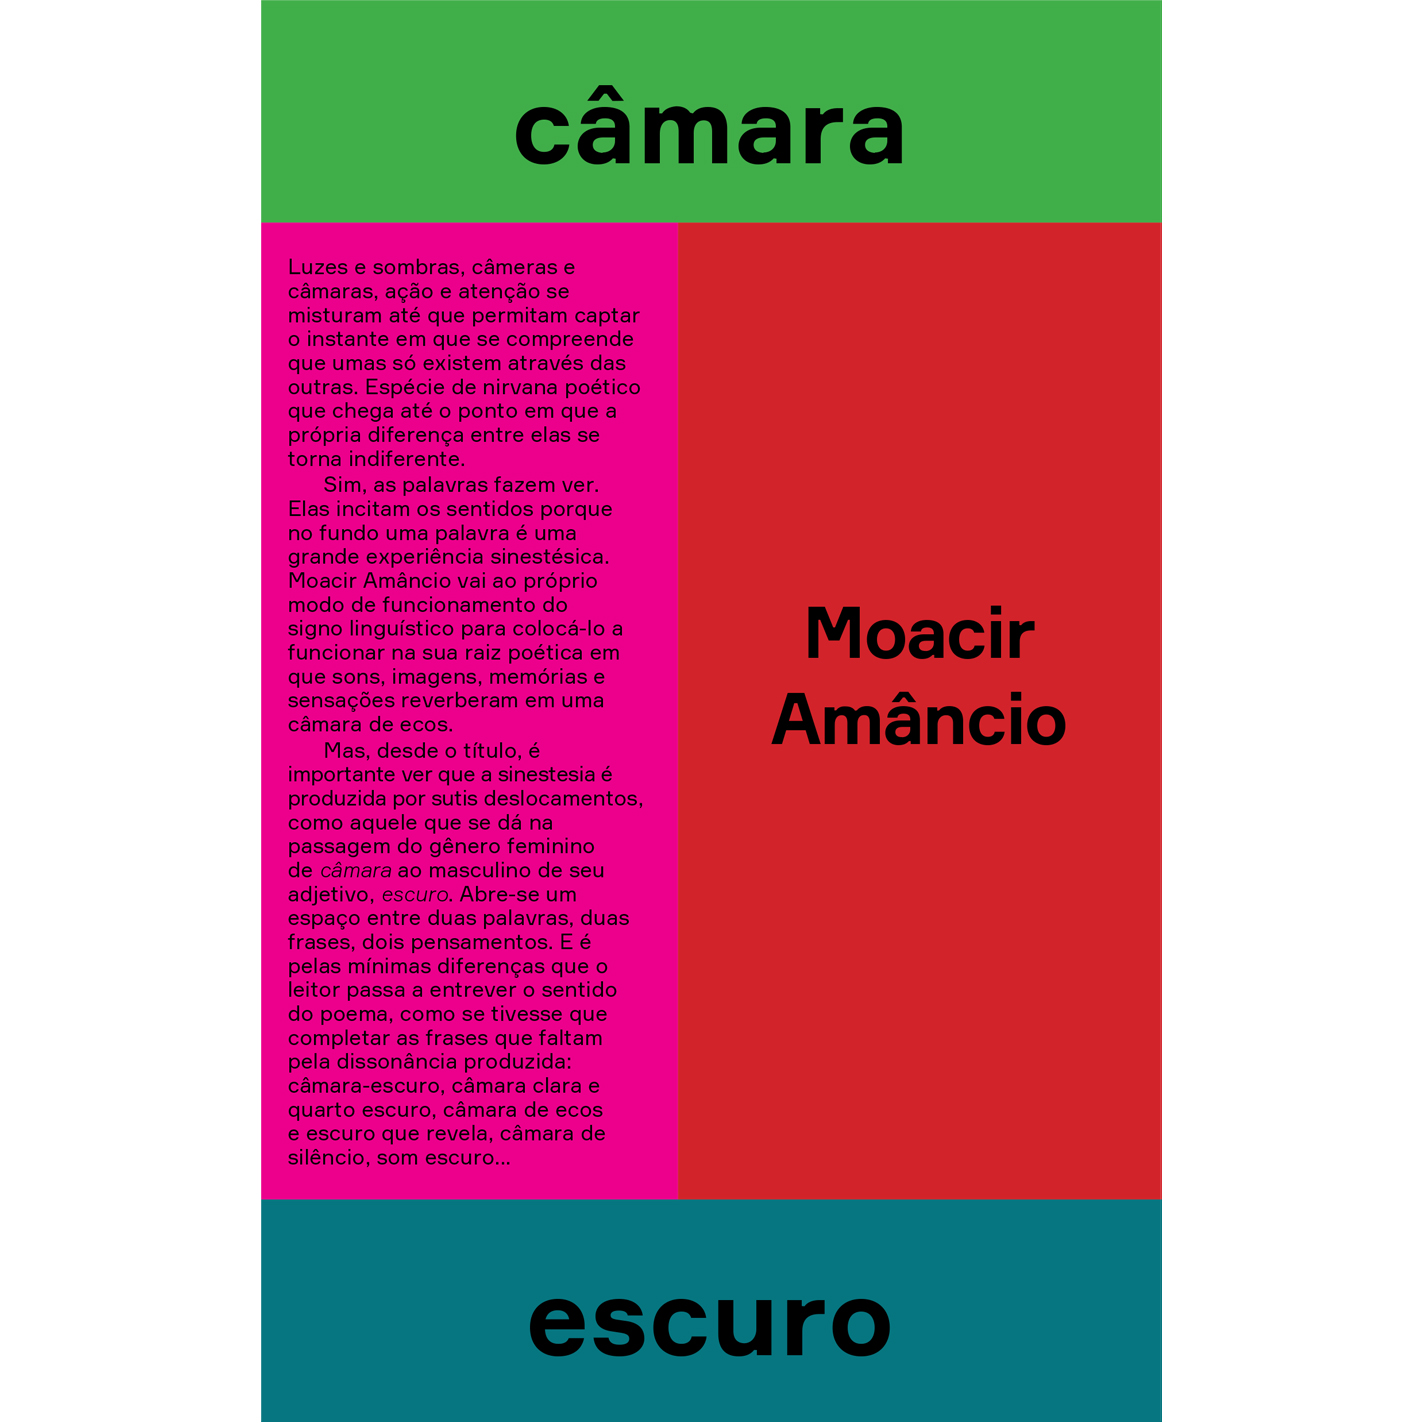 câmara
Luzes e sombras, câmeras e
câmaras, ação e atenção se
misturam até que permitam captar
o instante em que se compreende
que umas só existem através das
outras. Espécie de nirvana poético
que chega até o ponto em que a
própria diferença entre elas se
torna indiferente.
Sim, as palavras fazem ver.
Elas incitam os sentidos porque
no fundo uma palavra é uma
grande experiência sinestésica.
Moacir Amâncio vai ao próprio
modo de funcionamento do
signo linguístico para colocá-lo a
funcionar na sua raiz poética em
que sons, imagens, memórias e
sensações reverberam em uma
câmara de ecos.
Mas, desde o título, é
importante ver que a sinestesia é
produzida por sutis deslocamentos,
como aquele que se dá na
passagem do gênero feminino
de câmara ao masculino de seu
adjetivo, escuro. Abre-se um
espaço entre duas palavras, duas
frases, dois pensamentos. E é
pelas mínimas diferenças que o
leitor passa a entrever o sentido
do poema, como se tivesse que
completar as frases que faltam
pela dissonância produzida:
câmara-escuro, câmara clara e
quarto escuro, câmara de ecos
e escuro que revela, câmara de
silêncio, som escuro...
Moacir
Amâncio
escuro